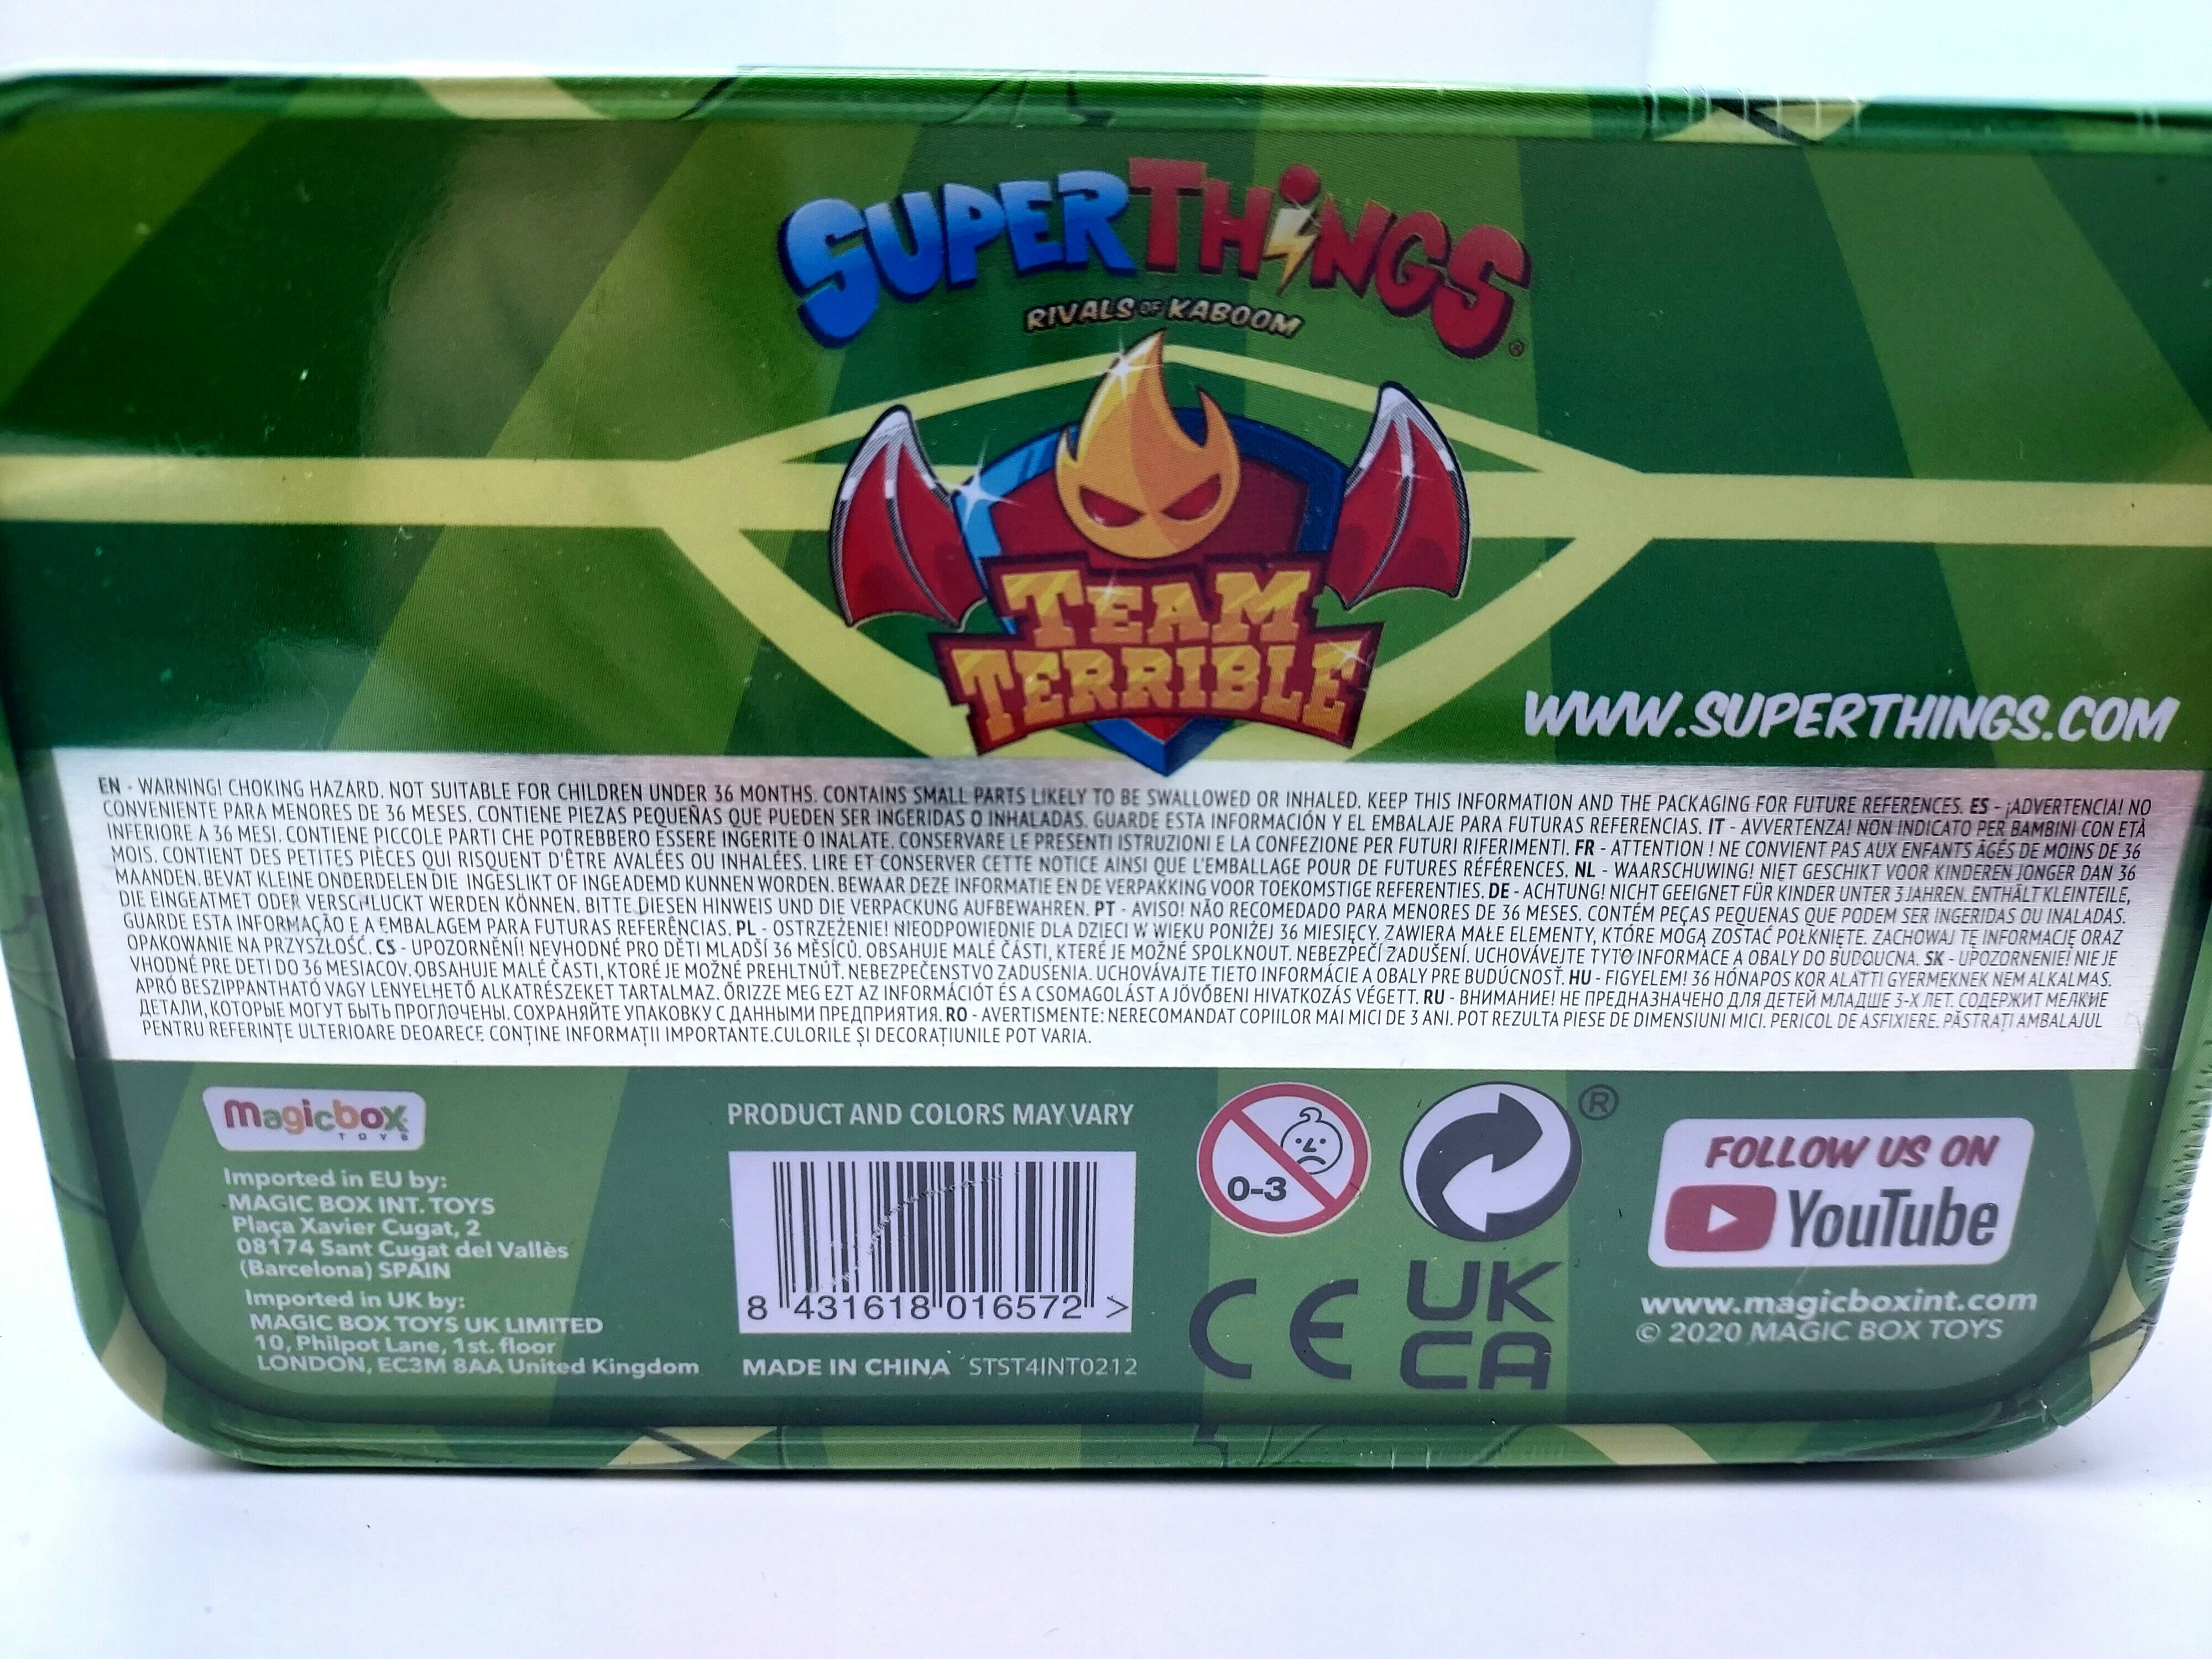 SUPERTHiNGS®
RIVALS OF KABOOM
TEAM
TERRIBLE
WWW.SUPERTHINGS.COM
EN - WARNING! CHOKING HAZARD. NOT SUITABLE FOR CHILDREN UNDER 36 MONTHS. CONTAINS SMALL PARTS LIKELY TO BE SWALLOWED OR INHALED. KEEP THIS INFORMATION AND THE PACKAGING FOR FUTURE REFERENCES. ES - ¡ADVERTENCIA! NO
CONVENIENTE PARA MENORES DE 36 MESES. CONTIENE PIEZAS PEQUEÑAS QUE PUEDEN SER INGERIDAS O INHALADAS. GUARDE ESTA INFORMACIÓN Y EL EMBALAJE PARA FUTURAS REFERENCIAS. IT - AVVERTENZA! NON INDICATO PER BAMBINI CON ETÀ
INFERIORE A 36 MESI. CONTIENE PICCOLE PARTI CHE POTREBBERO ESSERE INGERITE O INALATE. CONSERVARE LE PRESENTI ISTRUZIONI E LA CONFEZIONE PER FUTURI RIFERIMENTI. FR - ATTENTION ! NE CONVIENT PAS AUX ENFANTS ÂGÉS DE MOINS DE 36
MOIS. CONTIENT DES PETITES PIÈCES QUI RISQUENT D'ÊTRE AVALÉES OU INHALÉES. LIRE ET CONSERVER CETTE NOTICE AINSI QUE L'EMBALLAGE POUR DE FUTURES RÉFÉRENCES. NL - WAARSCHUWING! NIET GESCHIKT VOOR KINDEREN JONGER DAN 36
MAANDEN. BEVAT KLEINE ONDERDELEN DIE INGESLIKT OF INGEADEMD KUNNEN WORDEN. BEWAAR DEZE INFORMATIE EN DE VERPAKKING VOOR TOEKOMSTIGE REFERENTIES. DE - ACHTUNG! NICHT GEEIGNET FÜR KINDER UNTER 3 JAHREN. ENTHÄLT KLEINTEILE,
DIE EINGEATMET ODER VERSCHLUCKT WERDEN KÖNNEN. BITTE DIESEN HINWEIS UND DIE VERPACKUNG AUFBEWAHREN. PT - AVISO! NÃO RECOMEDADO PARA MENORES DE 36 MESES. CONTÉM PEÇAS PEQUENAS QUE PODEM SER INGERIDAS OU INALADAS.
GUARDE ESTA INFORMAÇÃO E A EMBALAGEM PARA FUTURAS REFERÊNCIAS. PL - OSTRZEŻENIE! NIEODPOWIEDNIE DLA DZIECI W WIEKU PONIŻEJ 36 MIESIĘCY. ZAWIERA MAŁE ELEMENTY, KTÓRE MOGĄ ZOSTAĆ POŁKNIĘTE. ZACHOWAJ TĘ INFORMACJĘ ORAZ
OPAKOWANIE NA PRZYSZŁOŚĆ. CS - UPOZORNĚNÍ! NEVHODNÉ PRO DĚTI MLADŠÍ 36 MĚSÍCŮ. OBSAHUJE MALÉ ČÁSTI, KTERÉ JE MOŽNÉ SPOLKNOUT. NEBEZPEČÍ ZADUŠENÍ. UCHOVÁVEJTE TYTO INFORMACE A OBALY DO BUDOUCNA. SK - UPOZORNENIE! NIE JE
VHODNÉ PRE DETI DO 36 MESIACOV. OBSAHUJE MALÉ ČASTI, KTORÉ JE MOŽNÉ PREHLTNÚŤ. NEBEZPEČENSTVO ZADUSENIA. UCHOVÁVAJTE TIETO INFORMÁCIE A OBALY PRE BUDÚCNOSŤ. HU - FIGYELEM! 36 HÓNAPOS KOR ALATTI GYERMEKNEK NEM ALKALMAS.
APRÓ BESZIPPANTHATÓ VAGY LENYELHETŐ ALKATRÉSZEKET TARTALMAZ. ŐRIZZE MEG EZT AZ INFORMÁCIÓT ÉS A CSOMAGOLÁST A JÖVŐBENI HIVATKOZÁS VÉGETT. RU - ВНИМАНИЕ! НЕ ПРЕДНАЗНАЧЕНО ДЛЯ ДЕТЕЙ МЛАДШЕ 3-Х ЛЕТ. СОДЕРЖИТ МЕЛКИЕ
ДЕТАЛИ, КОТОРЫЕ МОГУТ БЫТЬ ПРОГЛОЧЕНЫ. СОХРАНЯЙТЕ УПАКОВКУ С ДАННЫМИ ПРЕДПРИЯТИЯ. RO - AVERTISMENTE: NERECOMANDAT COPIILOR MAI MICI DE 3 ANI. POT REZULTA PIESE DE DIMENSIUNI MICI. PERICOL DE ASFIXIERE. PĂSTRAȚI AMBALAJUL
PENTRU REFERINȚE ULTERIOARE DEOARECE CONȚINE INFORMAȚII IMPORTANTE.CULORILE ȘI DECORAȚIUNILE POT VARIA.
magicbox
TOYS
Imported in EU by:
MAGIC BOX INT. TOYS
Plaça Xavier Cugat, 2
08174 Sant Cugat del Vallès
(Barcelona) SPAIN
Imported in UK by:
MAGIC BOX TOYS UK LIMITED
10, Philpot Lane, 1st. floor
LONDON, EC3M 8AA United Kingdom
PRODUCT AND COLORS MAY VARY
8 431618 016572 >
MADE IN CHINA STST4INT0212
0-3
®
CE
UK
CA
FOLLOW US ON
YouTube
www.magicboxint.com
© 2020 MAGIC BOX TOYS